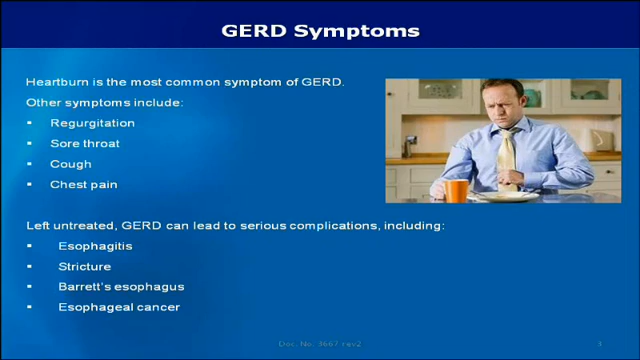 GERD Symptoms
Heartburn is the most common symptom of GERD.
Other symptoms include:
▪ Regurgitation
▪ Sore throat
▪ Cough
▪ Chest pain
Left untreated, GERD can lead to serious complications, including:
▪ Esophagitis
▪ Stricture
▪ Barrett's esophagus
▪ Esophageal cancer
Doc. No. 3667 rev2
3